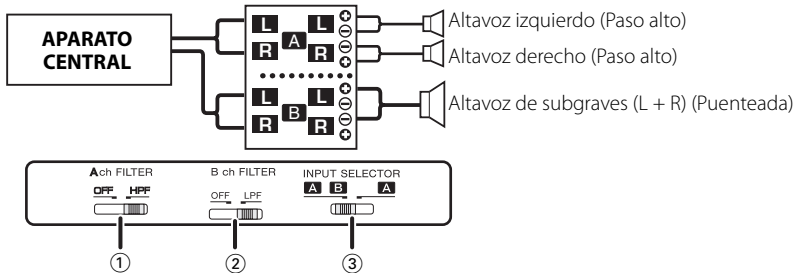 APARATO
CENTRAL
L L
R A R
L L
R B R
Altavoz izquierdo (Paso alto)
Altavoz derecho (Paso alto)
Altavoz de subgraves (L + R) (Puenteada)
A ch FILTER
OFF HPF
B ch FILTER
OFF LPF
INPUT SELECTOR
A B A
① ② ③